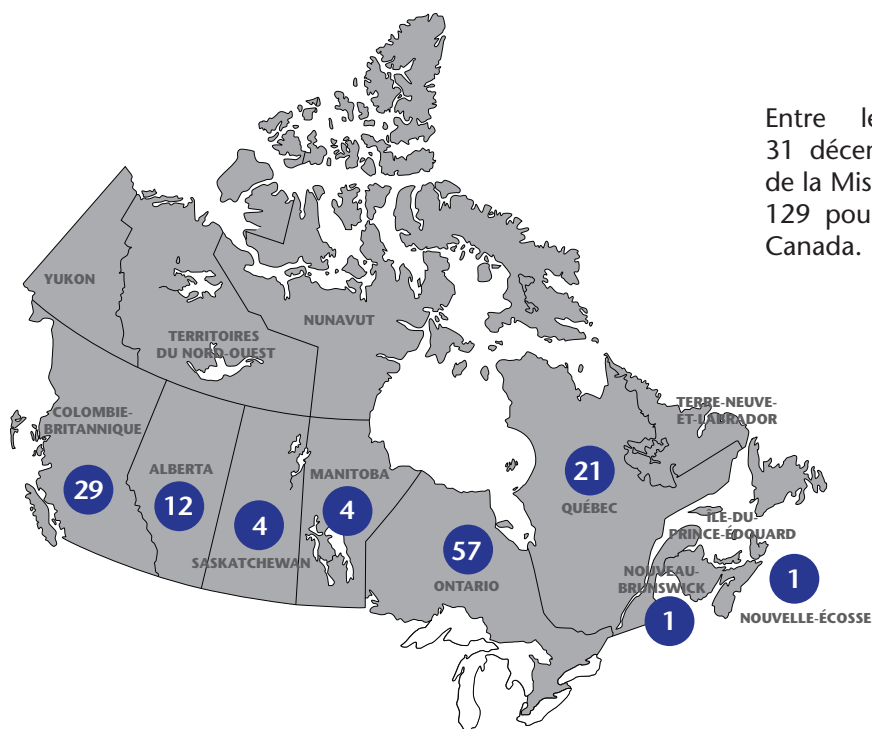 Entre le
31 décem
de la Mis
129 pou
Canada.
YUKON
NUNAVUT
TERRITOIRES
DU NORD-OUEST
TERRE-NEUVE-
ET-LABRADOR
COLOMBIE-
BRITANNIQUE
29
ALBERTA
12
4
SASKATCHEWAN
MANITOBA
4
57
ONTARIO
21
QUÉBEC
ÎLE-DU-
PRINCE-ÉDOUARD
NOUVEAU-
BRUNSWICK
1
1
NOUVELLE-ÉCOSSE